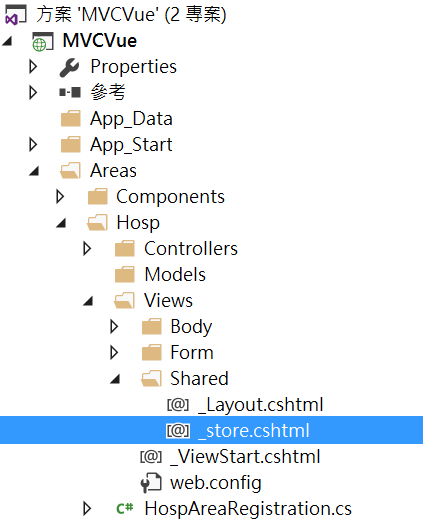 方案 'MVCVue' (2 專案)
MVCVue
Properties
參考
App_Data
App_Start
Areas
Components
Hosp
Controllers
Models
Views
Body
Form
Shared
[@] _Layout.cshtml
[@] _store.cshtml
[@] _ViewStart.cshtml
web.config
C# HospAreaRegistration.cs